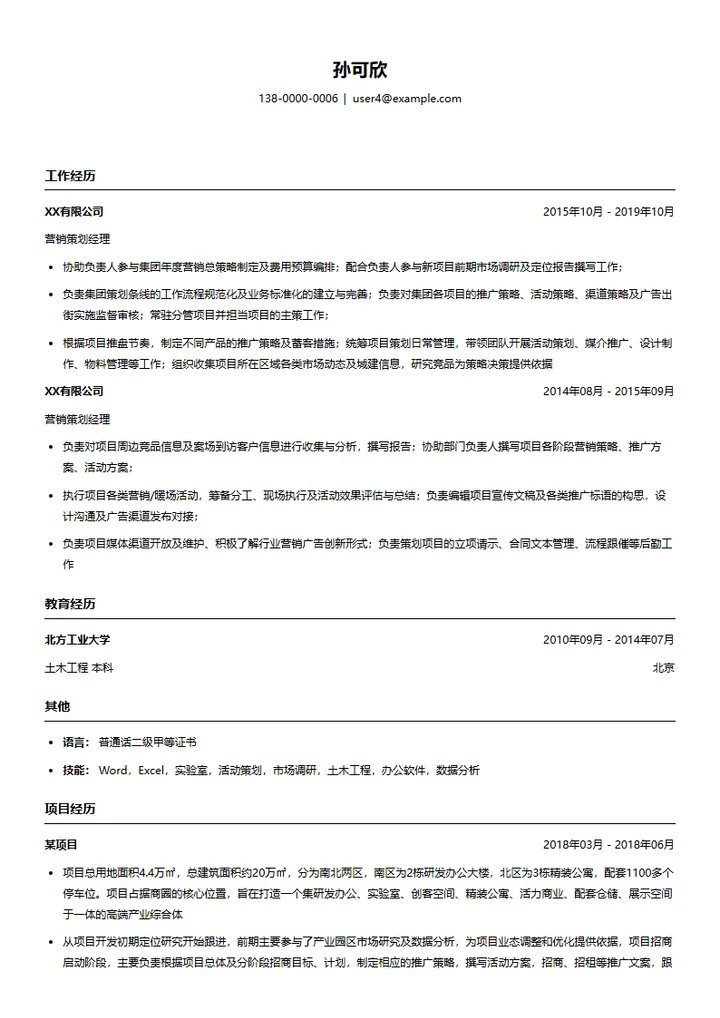 孙可欣
138-0000-0006 | user4@example.com
工作经历
XX有限公司 2015年10月 - 2019年10月
营销策划经理
• 协助负责人参与集团年度营销总策略制定及费用预算编排；配合负责人参与新项目前期市场调研及定位报告撰写工作；
• 负责集团策划条线的工作流程规范化及业务标准化的建立与完善；负责对集团各项目的推广策略、活动策略、渠道策略及广告出
街实施监督审核；常驻分管项目并担当项目的主策工作；
• 根据项目推盘节奏，制定不同产品的推广策略及蓄客措施；统筹项目策划日常管理，带领团队开展活动策划、媒介推广、设计制
作、物料管理等工作；组织收集项目所在区域各类市场动态及城建信息，研究竞品为策略决策提供依据
XX有限公司 2014年08月 - 2015年09月
营销策划经理
• 负责对项目周边竞品信息及案场到访客户信息进行收集与分析，撰写报告；协助部门负责人撰写项目各阶段营销策略、推广方
案、活动方案；
• 执行项目各类营销/暖场活动，筹备分工、现场执行及活动效果评估与总结；负责编辑项目宣传文稿及各类推广标语的构思，设
计沟通及广告渠道发布对接；
• 负责项目媒体渠道开放及维护、积极了解行业营销广告创新形式；负责策划项目的立项请示、合同文本管理、流程跟催等后勤工
作
教育经历
北方工业大学 2010年09月 - 2014年07月
土木工程 本科 北京
其他
• 语言： 普通话二级甲等证书
• 技能： Word，Excel，实验室，活动策划，市场调研，土木工程，办公软件，数据分析
项目经历
某项目 2018年03月 - 2018年06月
• 项目总用地面积4.4万㎡，总建筑面积约20万㎡，分为南北两区，南区为2栋研发办公大楼，北区为3栋精装公寓，配套1100多个
停车位。项目占据商圈的核心位置，旨在打造一个集研发办公、实验室、创客空间、精装公寓、活力商业、配套仓储、展示空间
于一体的高端产业综合体
• 从项目开发初期定位研究开始跟进，前期主要参与了产业园区市场研究及数据分析，为项目业态调整和优化提供依据，项目招商
启动阶段，主要负责根据项目总体及分阶段招商目标、计划，制定相应的推广策略，撰写活动方案，招商、招租等推广文案，跟